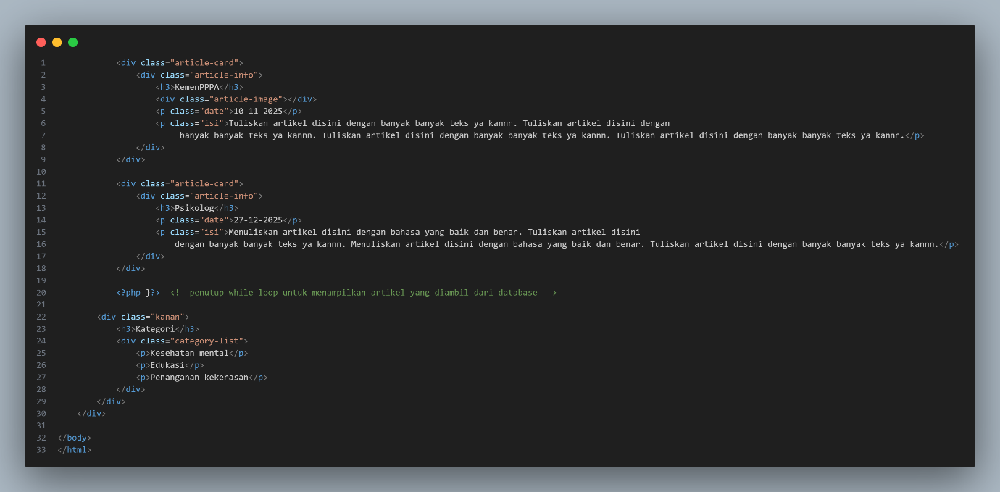 1 <div class="article-card">
2 <div class="article-info">
3 <h3>KemenPPPA</h3>
4 <div class="article-image"></div>
5 <p class="date">10-11-2025</p>
6 <p class="isi">Tuliskan artikel disini dengan banyak banyak teks ya kannn. Tuliskan artikel disini dengan
7 banyak banyak teks ya kannn. Tuliskan artikel disini dengan banyak banyak teks ya kannn. Tuliskan artikel disini dengan banyak banyak teks ya kannn.</p>
8 </div>
9 </div>
10
11 <div class="article-card">
12 <div class="article-info">
13 <h3>Psikolog</h3>
14 <p class="date">27-12-2025</p>
15 <p class="isi">Menuliskan artikel disini dengan bahasa yang baik dan benar. Tuliskan artikel disini
16 dengan banyak banyak teks ya kannn. Menuliskan artikel disini dengan bahasa yang baik dan benar. Tuliskan artikel disini dengan banyak banyak teks ya kannn.</p>
17 </div>
18 </div>
19
20 <?php }?> <!--penutup while loop untuk menampilkan artikel yang diambil dari database -->
21
22 <div class="kanan">
23 <h3>Kategori</h3>
24 <div class="category-list">
25 <p>Kesehatan mental</p>
26 <p>Edukasi</p>
27 <p>Penanganan kekerasan</p>
28 </div>
29 </div>
30 </div>
31
32 </body>
33 </html>